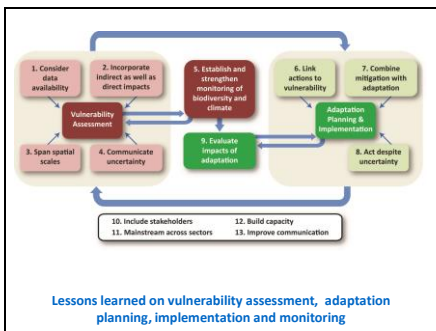 1. Consider
data
availability
2. Incorporate
indirect as well as
direct impacts
Vulnerability
Assessment
3. Span spatial
scales
4. Communicate
uncertainty
5. Establish and
strengthen
monitoring of
biodiversity and
climate
9. Evaluate
impacts of
adaptation
6. Link
actions to
vulnerability
7. Combine
mitigation with
adaptation
Adaptation
Planning &
Implementation
8. Act despite
uncertainty
10. Include stakeholders
11. Mainstream across sectors
12. Build capacity
13. Improve communication
Lessons learned on vulnerability assessment, adaptation
planning, implementation and monitoring